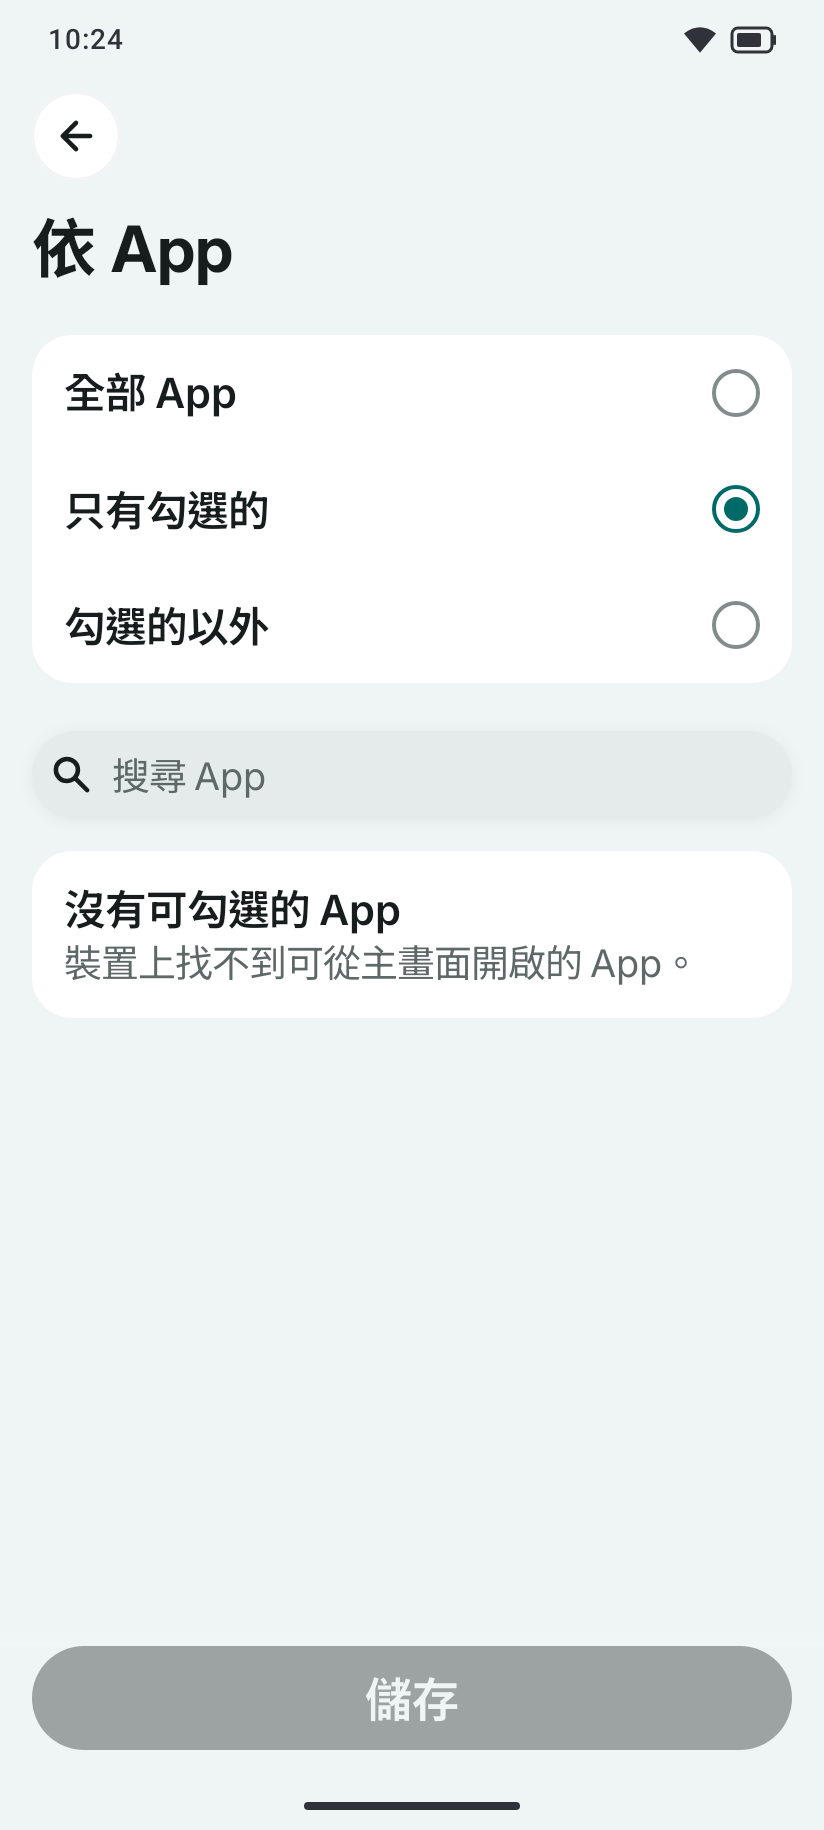 10:24
依 App
全部 App
只有勾選的
勾選的以外
搜尋 App
沒有可勾選的 App
裝置上找不到可從主畫面開啟的 App。
儲存